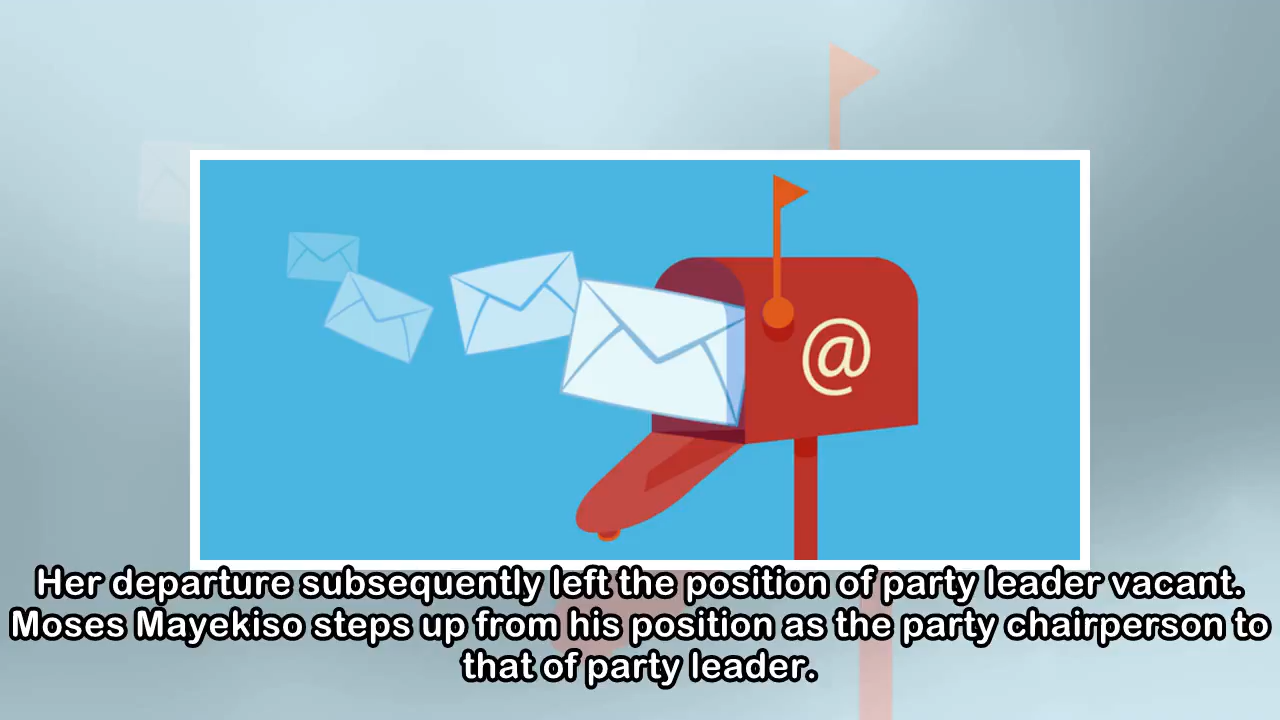 @
Her departure subsequently left the position of party leader vacant.
Moses Mayekiso steps up from his position as the party chairperson to
that of party leader.